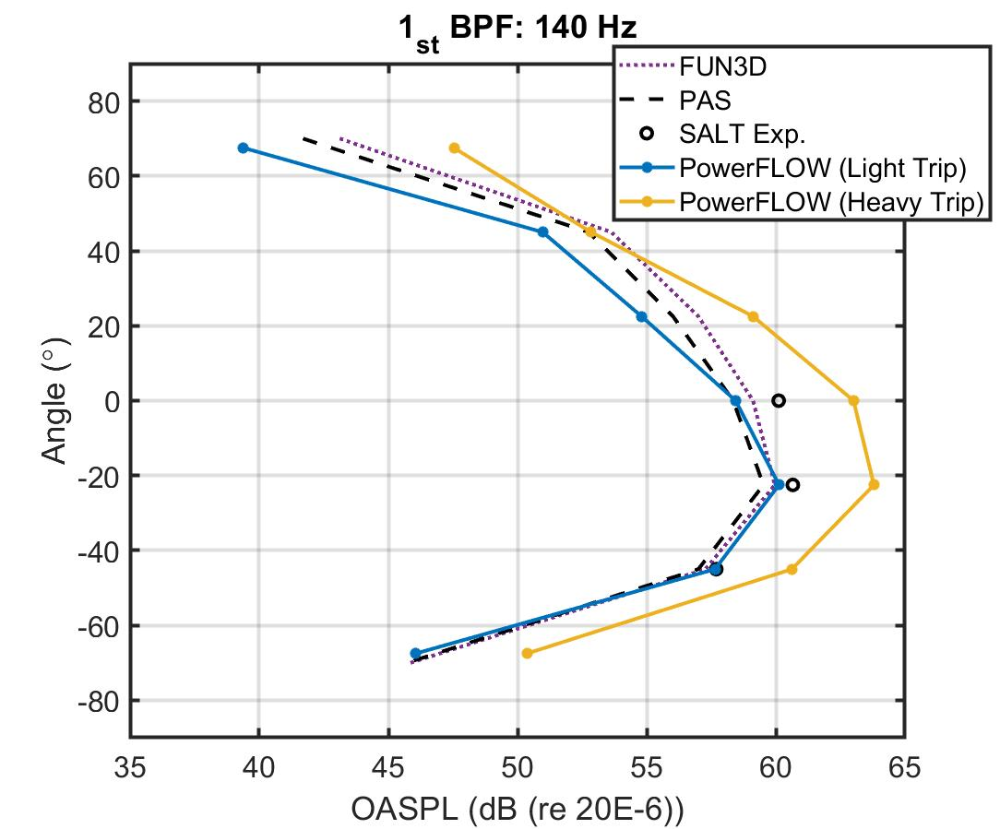 1st BPF: 140 Hz
FUN3D
PAS
SALT Exp.
PowerFLOW (Light Trip)
PowerFLOW (Heavy Trip)
80
60
40
20
0
-20
-40
-60
-80
Angle (°)
35 40 45 50 55 60 65
OASPL (dB (re 20E-6))